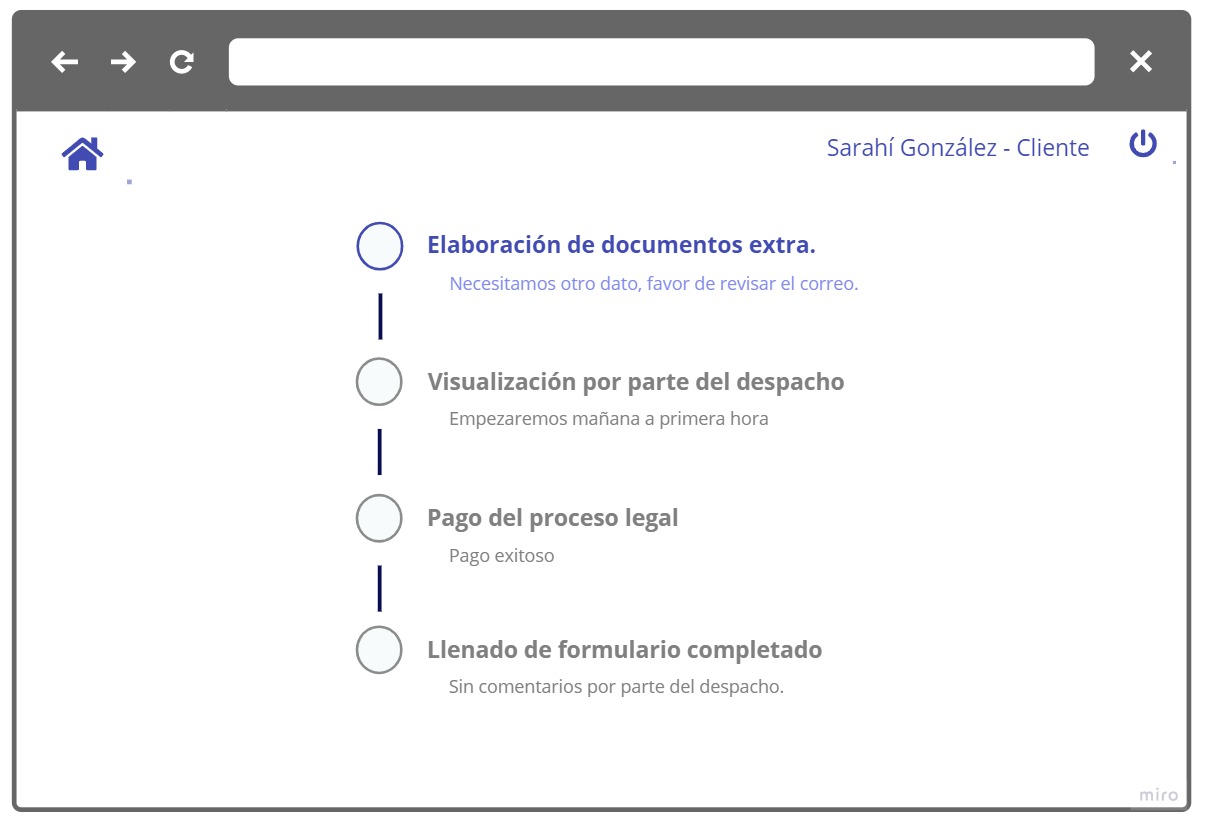 Sarahí González - Cliente
Elaboración de documentos extra.
Necesitamos otro dato, favor de revisar el correo.
Visualización por parte del despacho
Empezaremos mañana a primera hora
Pago del proceso legal
Pago exitoso
Llenado de formulario completado
Sin comentarios por parte del despacho.
miro